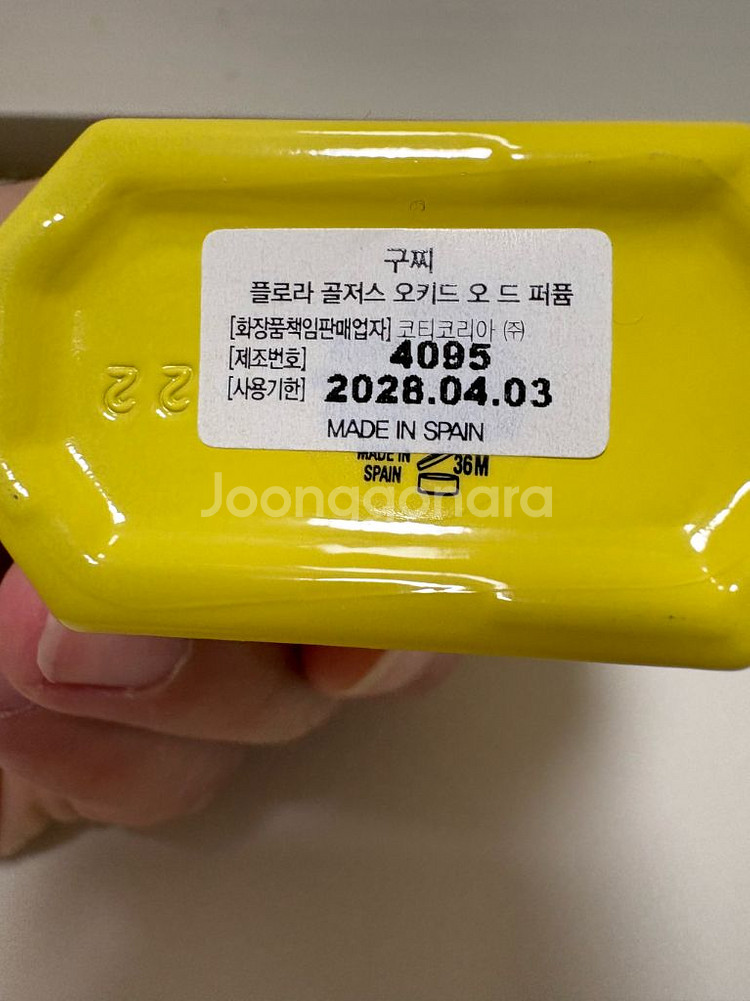 구찌
플로라 골저스 오키드 오 드 퍼퓸
[화장품책임판매업자] 코티코리아 ㈜
[제조번호] 4095
[사용기한] 2028.04.03
MADE IN SPAIN
22
MADE IN
SPAIN
36M
Joonggonara